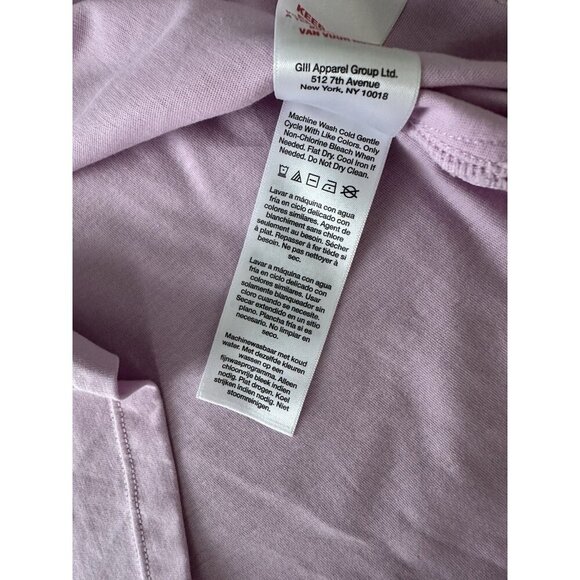 KEEP
VAN VUUR
GIII Apparel Group Ltd.
512 7th Avenue
New York, NY 10018
Machine Wash Cold Gentle
Cycle With Like Colors. Only
Non-Chlorine Bleach When
Needed. Flat Dry. Cool Iron If
Needed. Do Not Dry Clean.
Lavar a máquina con agua
fría en ciclo delicado con
colores similares. Agent de
blanchiment sans chlore
seulement au besoin. Sécher
à plat. Repasser à fer tiède si
besoin. Ne pas nettoyer à
sec.
Lavar a máquina con agua
fría en ciclo delicado con
colores similares. Usar
solamente blanqueador sin
cloro cuando se necesite.
Secar extendido en un sitio
plano. Plancha fría si es
necesario. No limpiar en
seco.
Machinewasbaar met koud
water. Met dezelfde kleuren
wassen op een
fijnwasprogramma. Alleen
chloorvrije bleek indien
nodig. Plat drogen. Koel
strijken indien nodig. Niet
stoomreinigen.